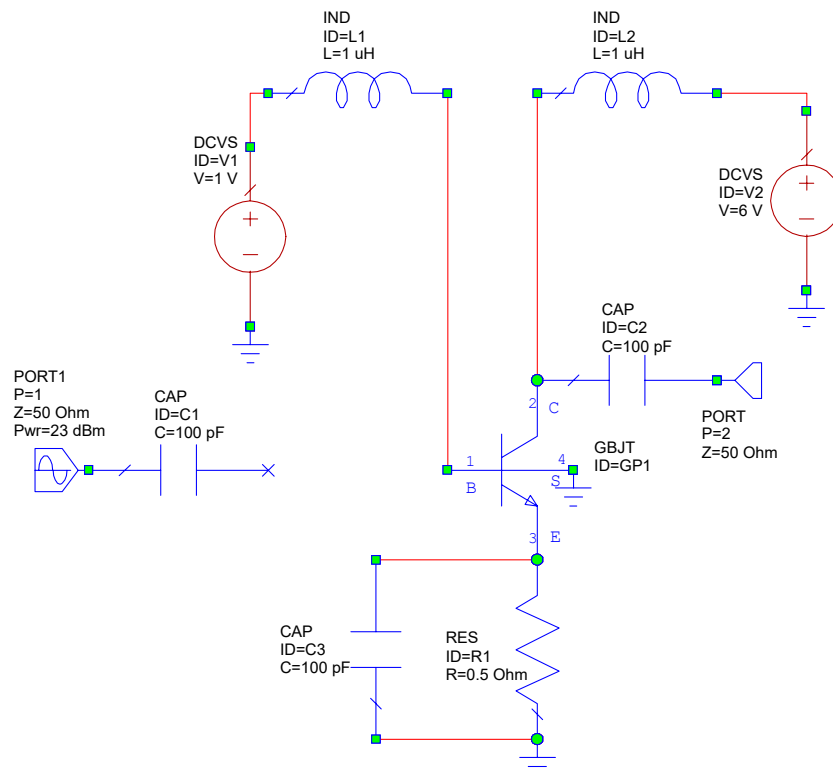 IND
ID=L1
L=1 uH
IND
ID=L2
L=1 uH
DCVS
ID=V1
V=1 V
DCVS
ID=V2
V=6 V
CAP
ID=C2
C=100 pF
PORT1
P=1
Z=50 Ohm
Pwr=23 dBm
CAP
ID=C1
C=100 pF
PORT
P=2
Z=50 Ohm
2 C
GBJT
ID=GP1
1
B
4
S
3 E
CAP
ID=C3
C=100 pF
RES
ID=R1
R=0.5 Ohm